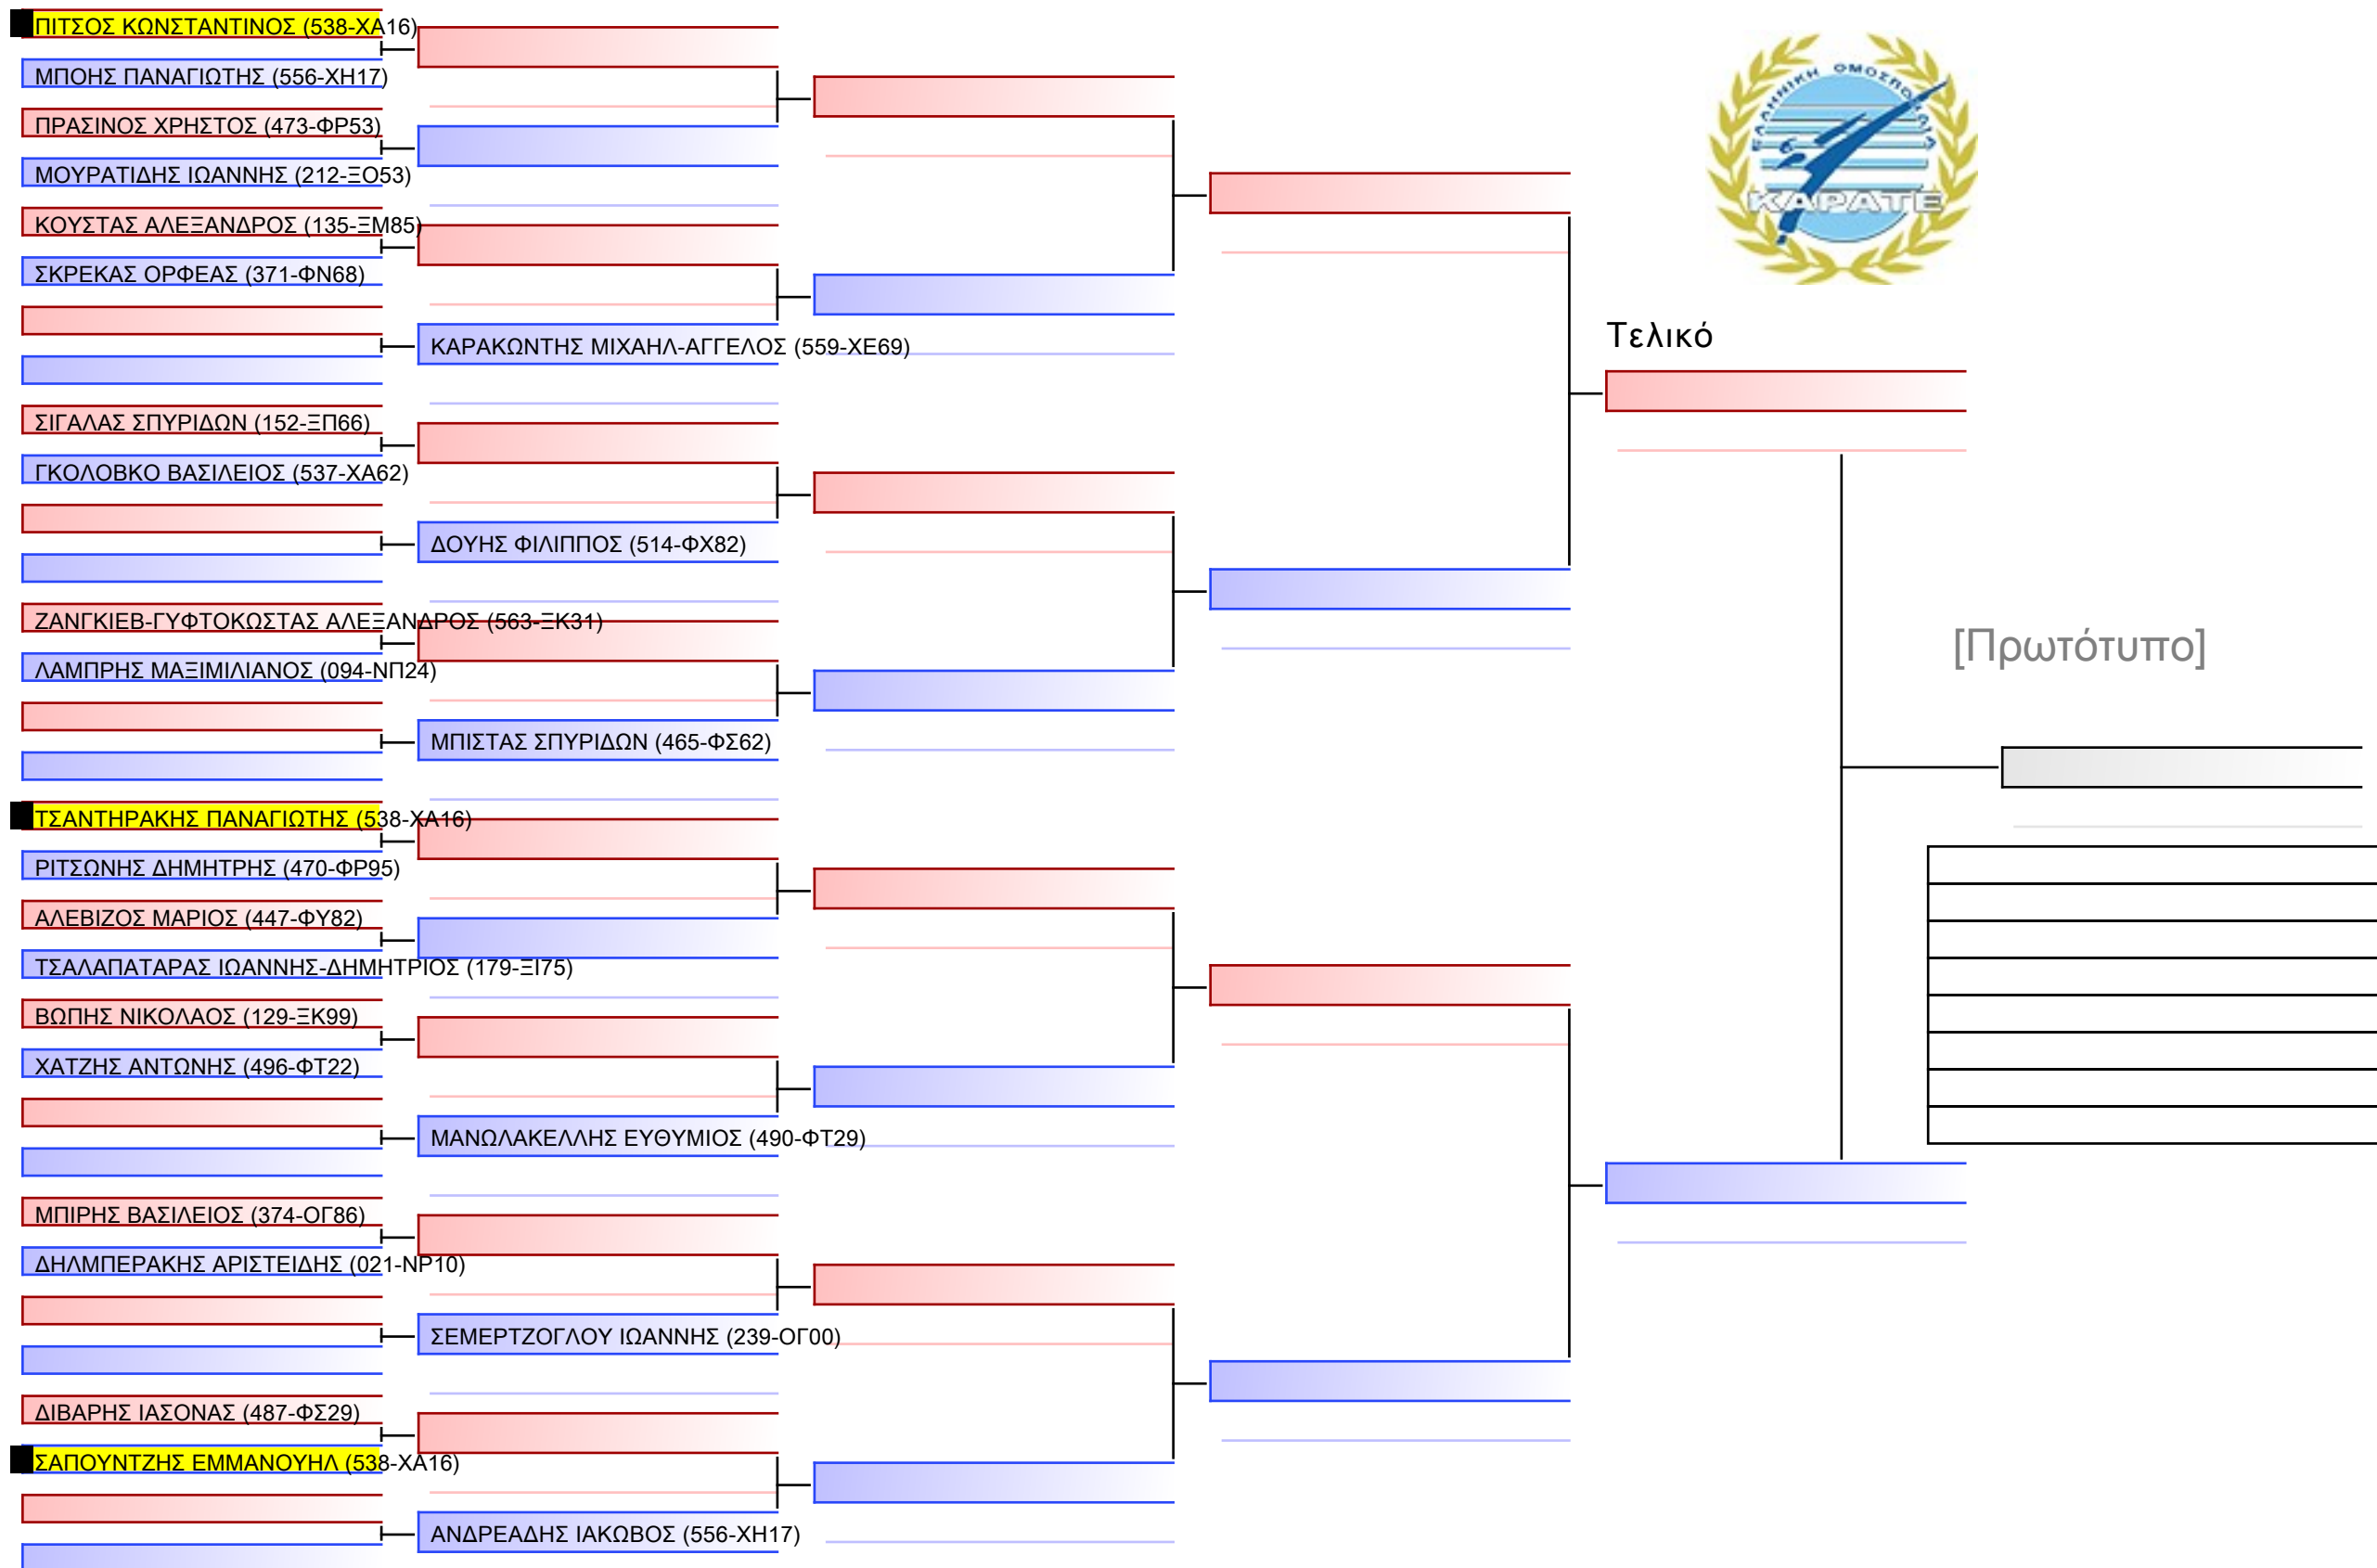 ΠΙΤΣΟΣ ΚΩΝΣΤΑΝΤΙΝΟΣ (538-ΧΑ16)
ΜΠΟΗΣ ΠΑΝΑΓΙΩΤΗΣ (556-ΧΗ17)
ΠΡΑΣΙΝΟΣ ΧΡΗΣΤΟΣ (473-ΦΡ53)
ΜΟΥΡΑΤΙΔΗΣ ΙΩΑΝΝΗΣ (212-ΞΟ53)
ΚΟΥΣΤΑΣ ΑΛΕΞΑΝΔΡΟΣ (135-ΞΜ85)
ΣΚΡΕΚΑΣ ΟΡΦΕΑΣ (371-ΦΝ68)
ΚΑΡΑΚΩΝΤΗΣ ΜΙΧΑΗΛ-ΑΓΓΕΛΟΣ (559-ΧΕ69)
ΣΙΓΑΛΑΣ ΣΠΥΡΙΔΩΝ (152-ΞΠ66)
ΓΚΟΛΟΒΚΟ ΒΑΣΙΛΕΙΟΣ (537-ΧΑ62)
ΔΟΥΗΣ ΦΙΛΙΠΠΟΣ (514-ΦΧ82)
ΖΑΝΓΚΙΕΒ-ΓΥΦΤΟΚΩΣΤΑΣ ΑΛΕΞΑΝΔΡΟΣ (563-ΞΚ31)
ΛΑΜΠΡΗΣ ΜΑΞΙΜΙΛΙΑΝΟΣ (094-ΝΠ24)
ΜΠΙΣΤΑΣ ΣΠΥΡΙΔΩΝ (465-ΦΣ62)
ΤΣΑΝΤΗΡΑΚΗΣ ΠΑΝΑΓΙΩΤΗΣ (538-ΧΑ16)
ΡΙΤΣΩΝΗΣ ΔΗΜΗΤΡΗΣ (470-ΦΡ95)
ΑΛΕΒΙΖΟΣ ΜΑΡΙΟΣ (447-ΦΥ82)
ΤΣΑΛΑΠΑΤΑΡΑΣ ΙΩΑΝΝΗΣ-ΔΗΜΗΤΡΙΟΣ (179-ΞΙ75)
ΒΩΠΗΣ ΝΙΚΟΛΑΟΣ (129-ΞΚ99)
ΧΑΤΖΗΣ ΑΝΤΩΝΗΣ (496-ΦΤ22)
ΜΑΝΩΛΑΚΕΛΛΗΣ ΕΥΘΥΜΙΟΣ (490-ΦΤ29)
ΜΠΙΡΗΣ ΒΑΣΙΛΕΙΟΣ (374-ΟΓ86)
ΔΗΛΜΠΕΡΑΚΗΣ ΑΡΙΣΤΕΙΔΗΣ (021-ΝΡ10)
ΣΕΜΕΡΤΖΟΓΛΟΥ ΙΩΑΝΝΗΣ (239-ΟΓ00)
ΔΙΒΑΡΗΣ ΙΑΣΟΝΑΣ (487-ΦΣ29)
ΣΑΠΟΥΝΤΖΗΣ ΕΜΜΑΝΟΥΗΛ (538-ΧΑ16)
ΑΝΔΡΕΑΔΗΣ ΙΑΚΩΒΟΣ (556-ΧΗ17)
ΕΛΛΗΝΙΚΗ ΟΜΟΣΠΟΝΔΙΑ
ΚΑΡΑΤΕ
Τελικό
[Πρωτότυπο]